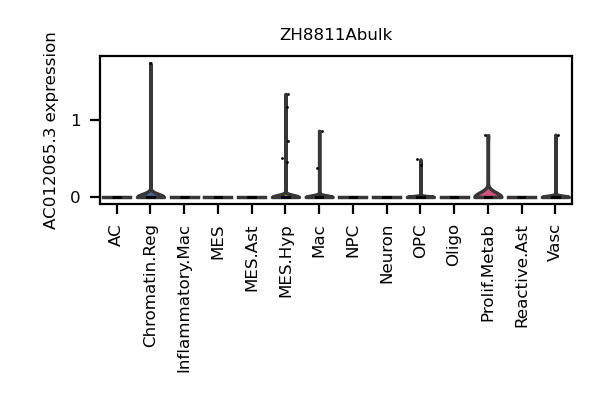 ZH8811Abulk
AC012065.3 expression
1
0
AC
Chromatin.Reg
Inflammatory.Mac
MES
MES.Ast
MES.Hyp
Mac
NPC
Neuron
OPC
Oligo
Prolif.Metab
Reactive.Ast
Vasc